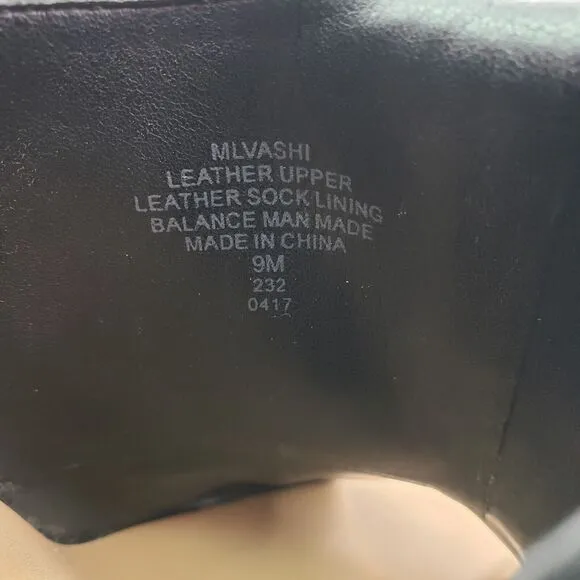 MLVASHI
LEATHER UPPER
LEATHER SOCK LINING
BALANCE MAN MADE
MADE IN CHINA
9M
232
0417